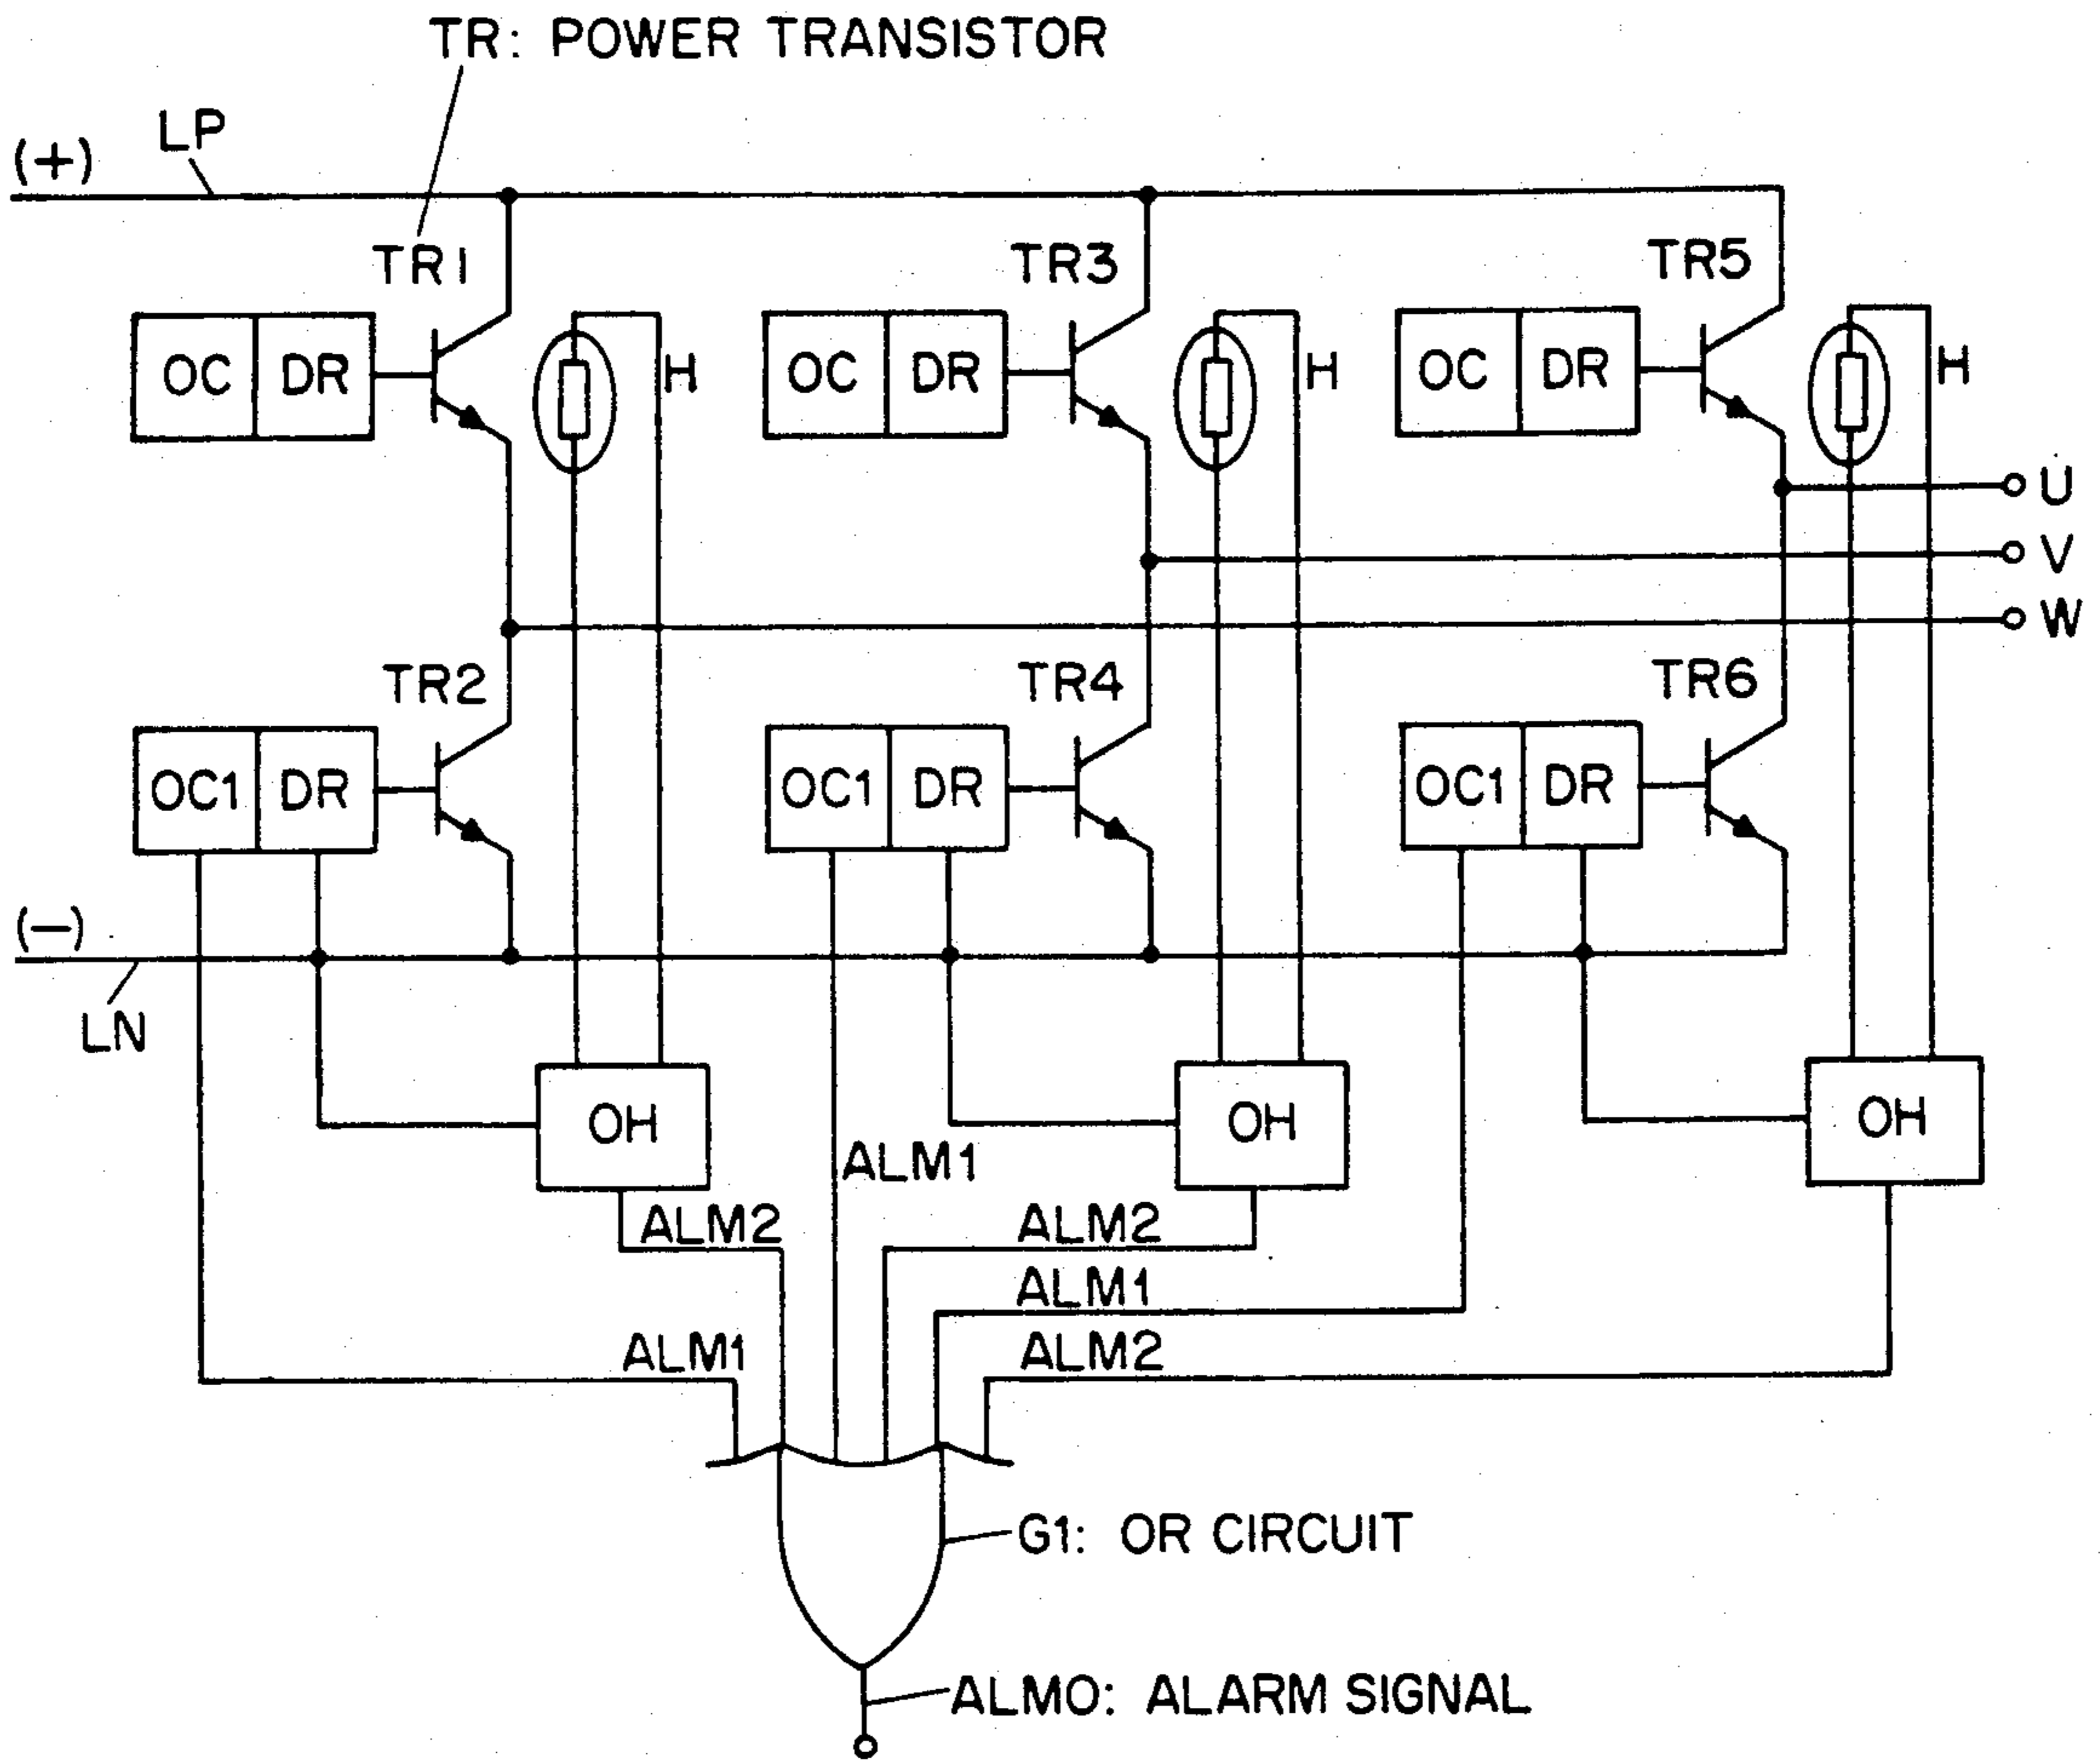 TR: POWER TRANSISTOR
LP
(+)
TR1
TR3
TR5
OC DR
H
OC DR
H
OC DR
H
U
V
W
TR2
TR4
TR6
OC1 DR
OC1 DR
OC1 DR
(−)
LN
OH
OH
OH
ALM1
ALM2
ALM2
ALM1
ALM1
ALM2
G1: OR CIRCUIT
ALM0: ALARM SIGNAL